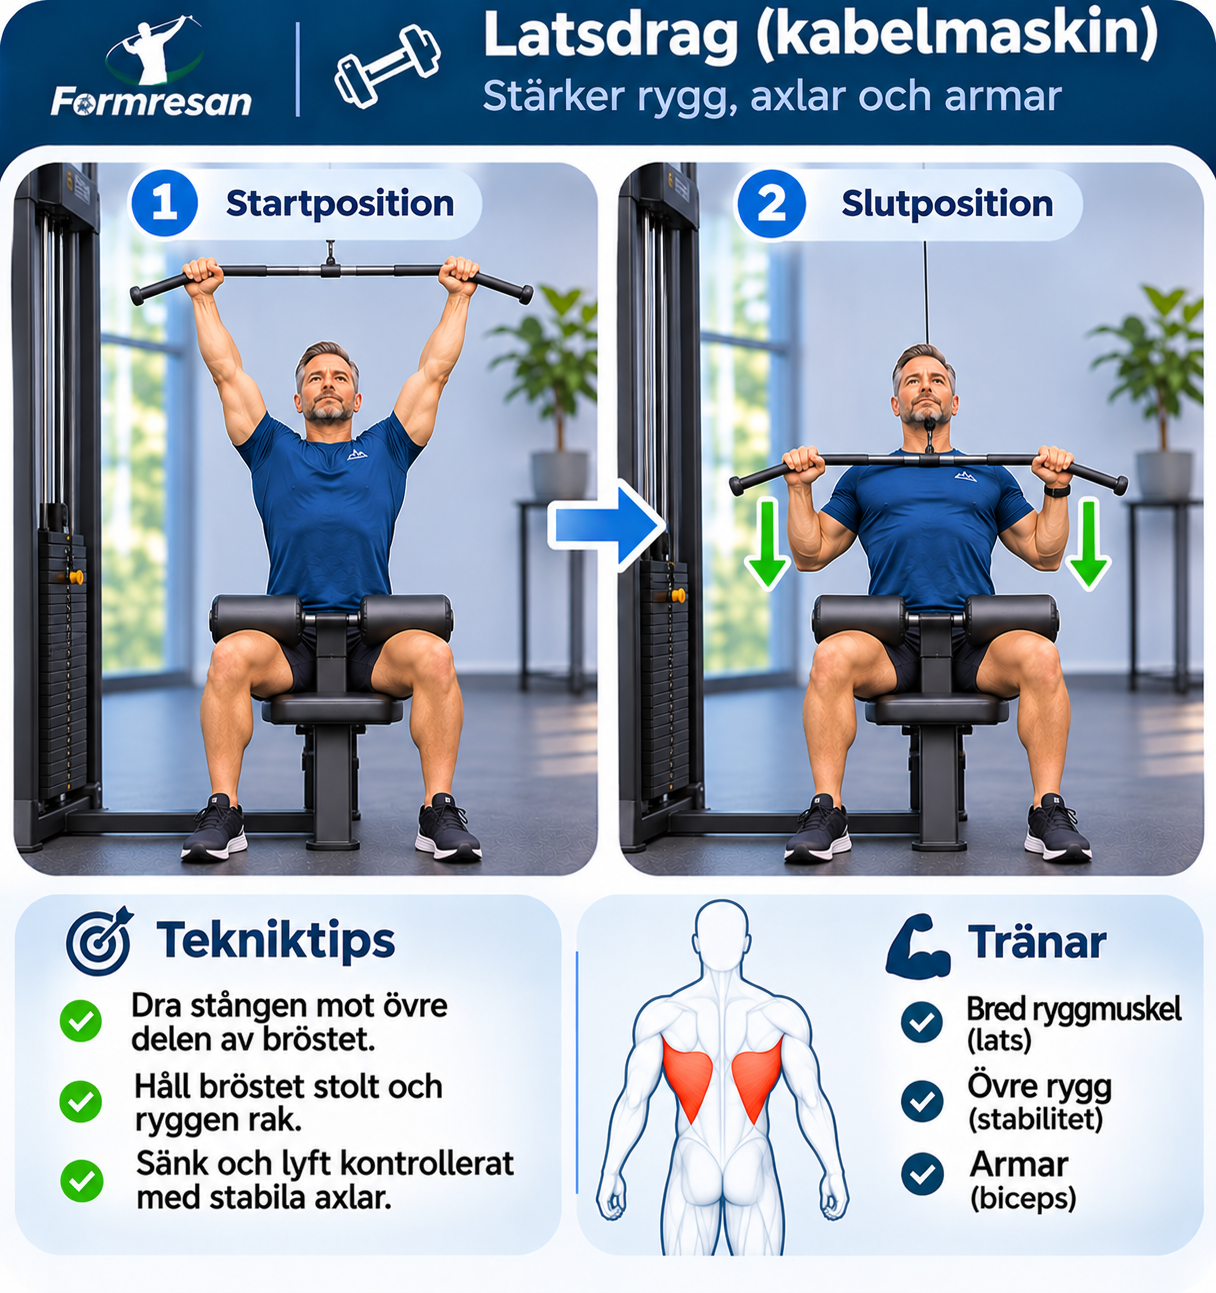 Formresan
Latsdrag (kabelmaskin)
Stärker rygg, axlar och armar
1 Startposition
2 Slutposition
Tekniktips
Dra stången mot övre
delen av bröstet.
Håll bröstet stolt och
ryggen rak.
Sänk och lyft kontrollerat
med stabila axlar.
Tränar
Bred ryggmuskel
(lats)
Övre rygg
(stabilitet)
Armar
(biceps)